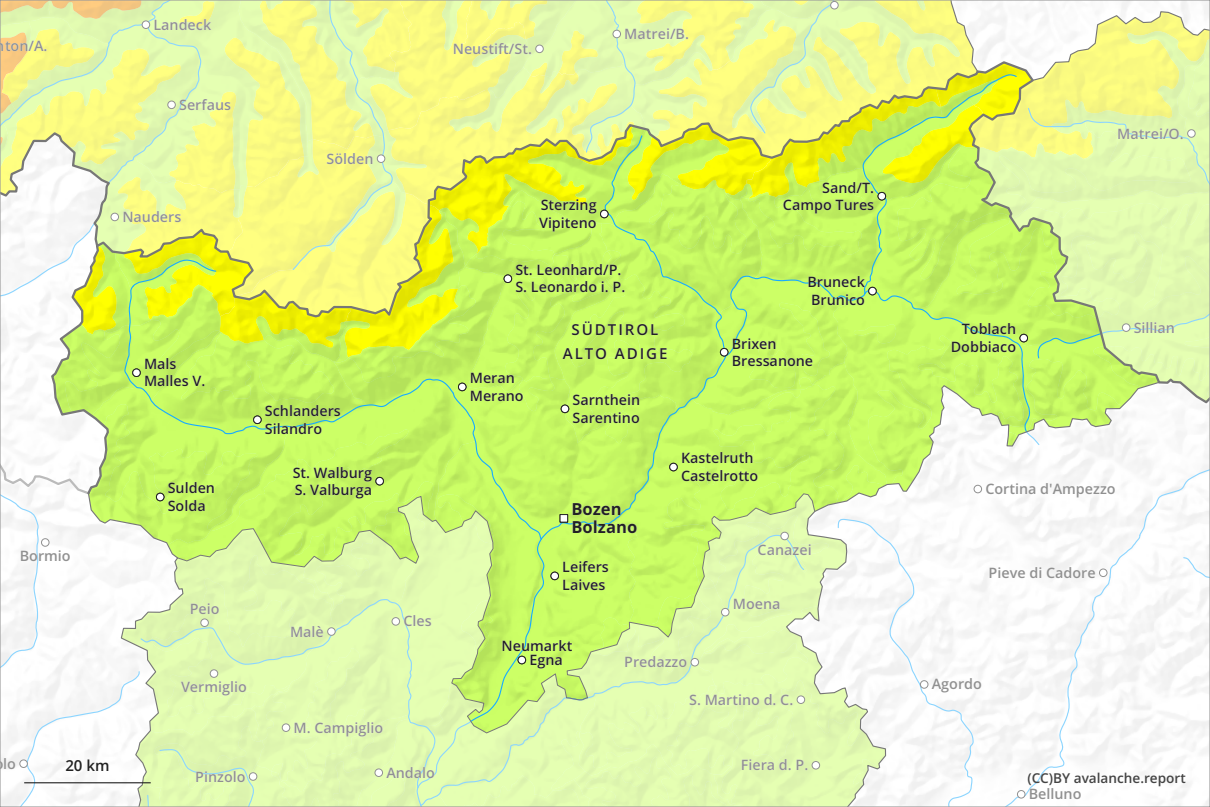 Landeck
nton/A.
Neustift/St.
Matrei/B.
Serfaus
Matrei/O.
Sölden
Nauders
Sand/T.
Campo Tures
Sterzing
Vipiteno
St. Leonhard/P.
S. Leonardo i. P.
Bruneck
Brunico
SÜDTIROL
ALTO ADIGE
Toblach
Dobbiaco
Sillian
Brixen
Bressanone
Mals
Malles V.
Meran
Merano
Sarnthein
Sarentino
Schlanders
Silandro
Kastelruth
Castelrotto
St. Walburg
S. Valburga
Sulden
Solda
Cortina d'Ampezzo
Bozen
Bolzano
Bormio
Canazei
Leifers
Laives
Pieve di Cadore
Peio
Moena
Cles
Malè
Neumarkt
Egna
Predazzo
Vermiglio
Agordo
S. Martino d. C.
M. Campiglio
olo
20 km
Pinzolo
Andalo
Fiera d. P.
(CC)BY avalanche.report
Belluno